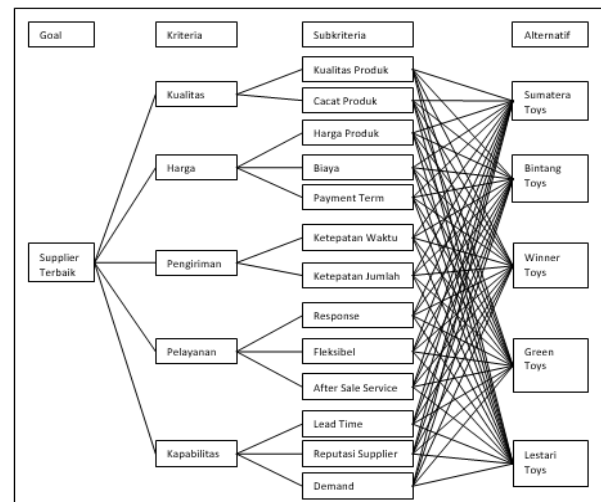 Goal
Kriteria
Subkriteria
Alternatif
Supplier
Terbaik
Kualitas
Harga
Pengiriman
Pelayanan
Kapabilitas
Kualitas Produk
Cacat Produk
Harga Produk
Biaya
Payment Term
Ketepatan Waktu
Ketepatan Jumlah
Response
Fleksibel
After Sale Service
Lead Time
Reputasi Supplier
Demand
Sumatera
Toys
Bintang
Toys
Winner
Toys
Green
Toys
Lestari
Toys